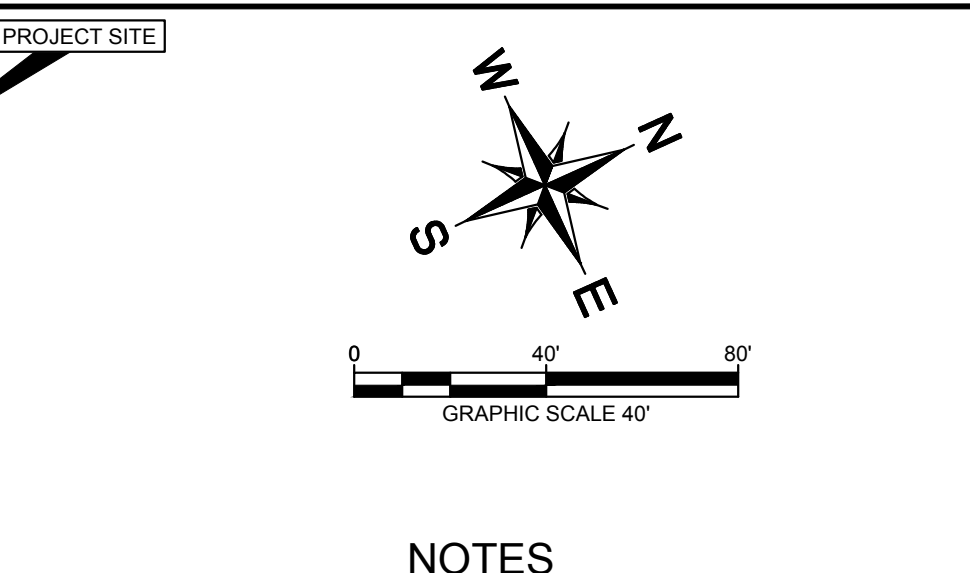 PROJECT SITE
W
N
S
E
0 40' 80'
GRAPHIC SCALE 40'
NOTES